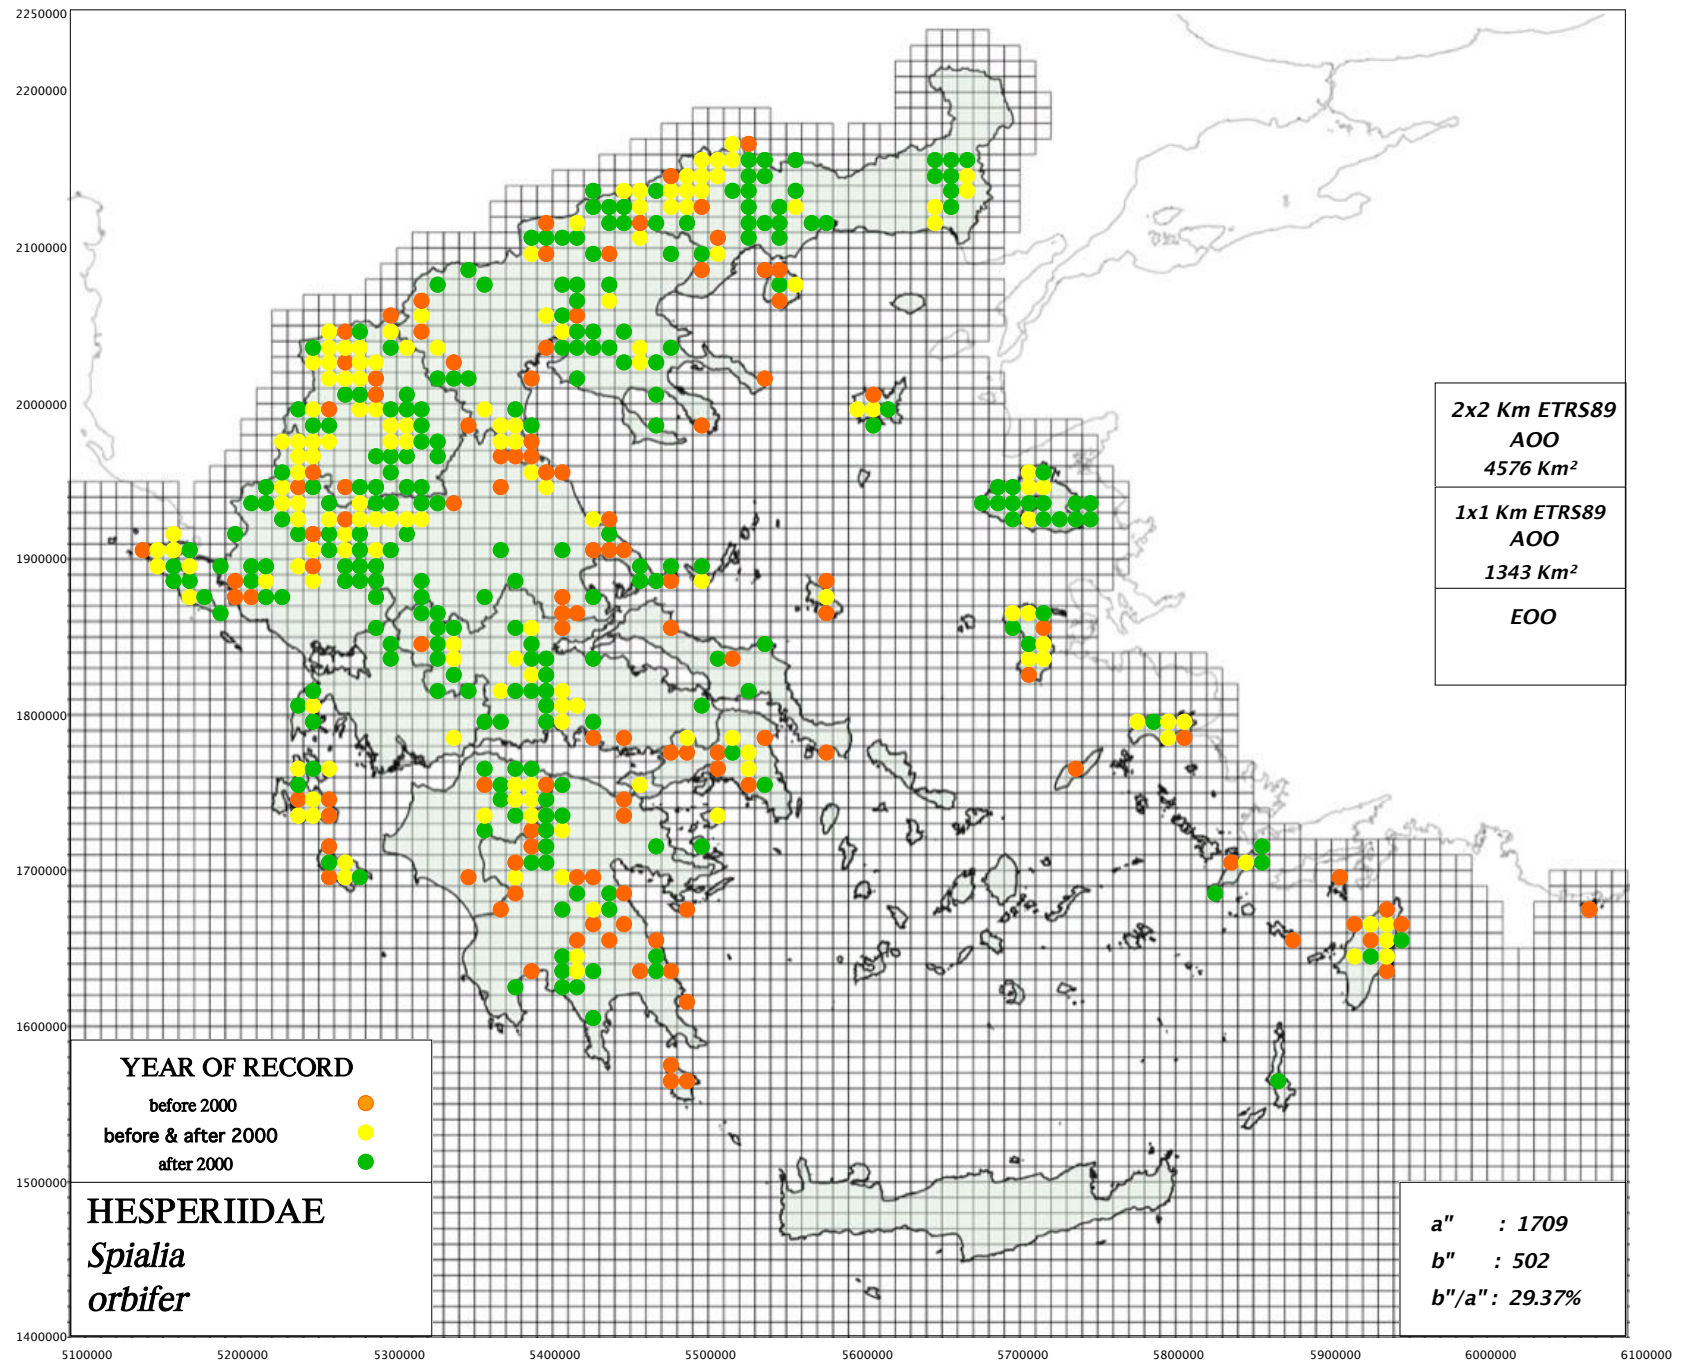 2250000
2200000
2100000
2000000
1900000
1800000
1700000
1600000
1500000
1400000
5100000 5200000 5300000 5400000 5500000 5600000 5700000 5800000 5900000 6000000 6100000
2x2 Km ETRS89
AOO
4576 Km²
1x1 Km ETRS89
AOO
1343 Km²
EOO
YEAR OF RECORD
before 2000
before & after 2000
after 2000
HESPERIIDAE
Spialia
orbifer
a" : 1709
b" : 502
b"/a" : 29.37%